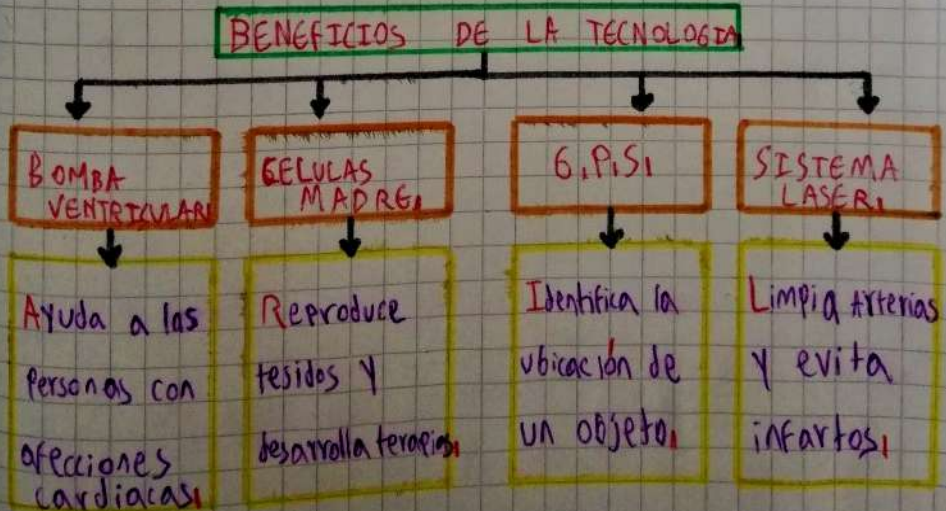 BENEFICIOS DE LA TECNOLOGIA
BOMBA
VENTRICULAR.
CELULAS
MADRE.
G.P.S.
SISTEMA
LASER.
Ayuda a las
personas con
afecciones
cardiacas.
Reproduce
tesidos y
desarrolla terapias.
Identifica la
ubicación de
un objeto.
Limpia Arterias
y evita
infartos.